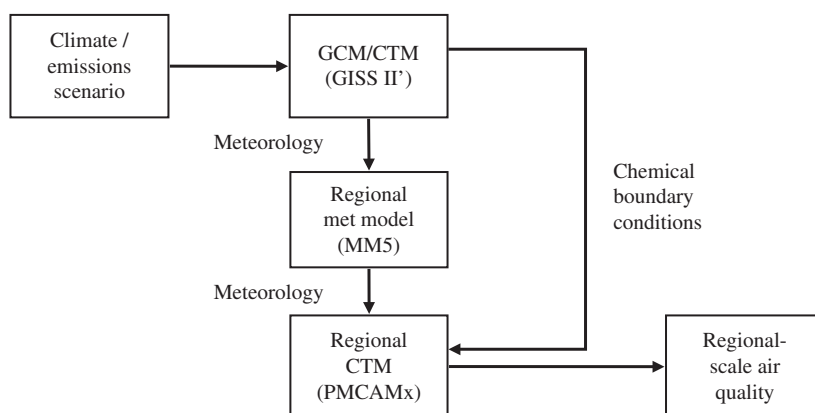 Climate /
emissions
scenario
GCM/CTM
(GISS II’)
Meteorology
Regional
met model
(MM5)
Chemical
boundary
conditions
Meteorology
Regional
CTM
(PMCAMx)
Regional-
scale air
quality